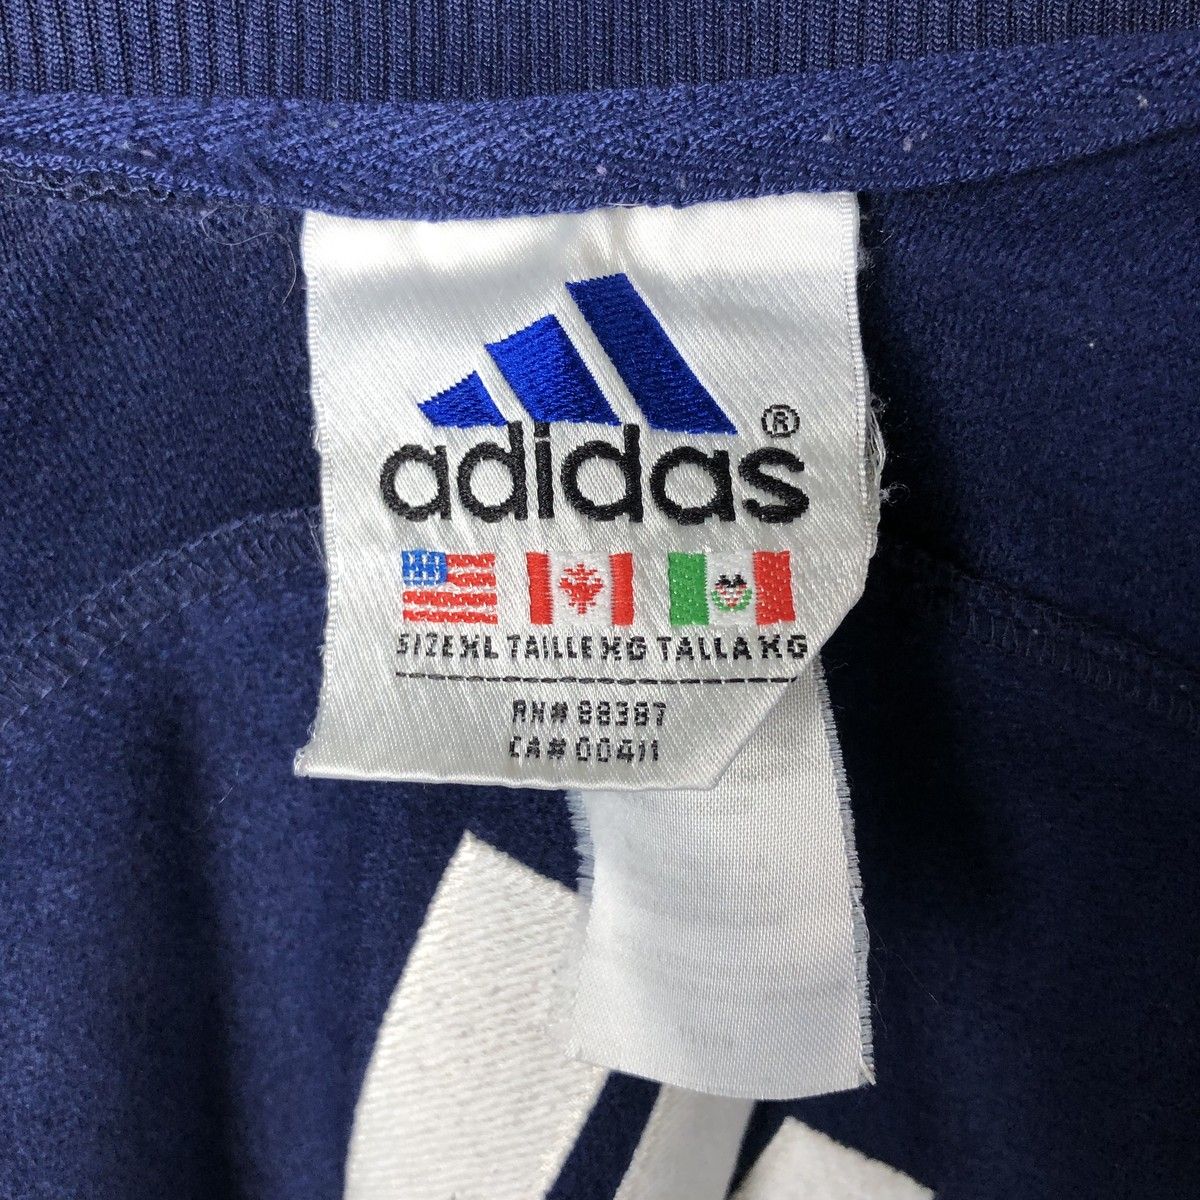 adidas®
SIZE XL TAILLE XG TALLA XG
RN# 88387
CA# 00411